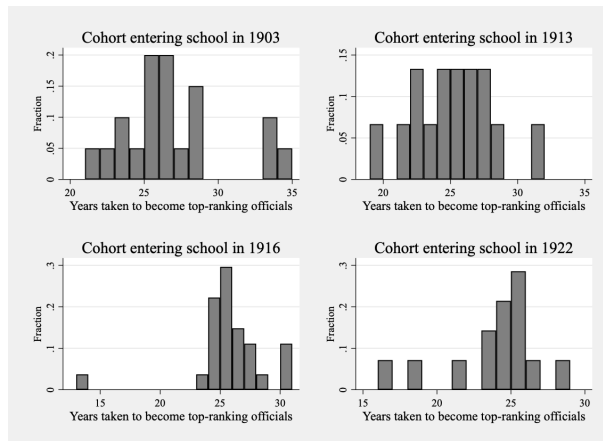 Cohort entering school in 1903
Fraction
0 .05 .1 .15 .2
20 25 30 35
Years taken to become top-ranking officials
Cohort entering school in 1913
Fraction
0 .05 .1 .15
20 25 30 35
Years taken to become top-ranking officials
Cohort entering school in 1916
Fraction
0 .1 .2 .3
15 20 25 30
Years taken to become top-ranking officials
Cohort entering school in 1922
Fraction
0 .1 .2 .3
15 20 25 30
Years taken to become top-ranking officials